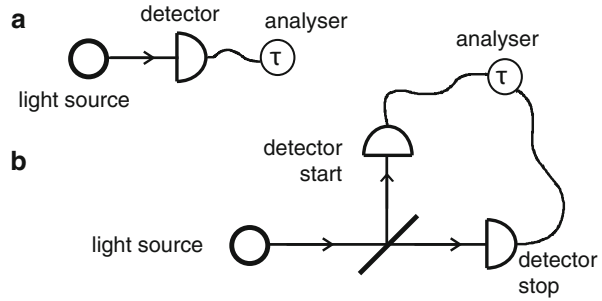 a
detector
analyser
τ
light source
analyser
τ
detector
start
b
light source
detector
stop